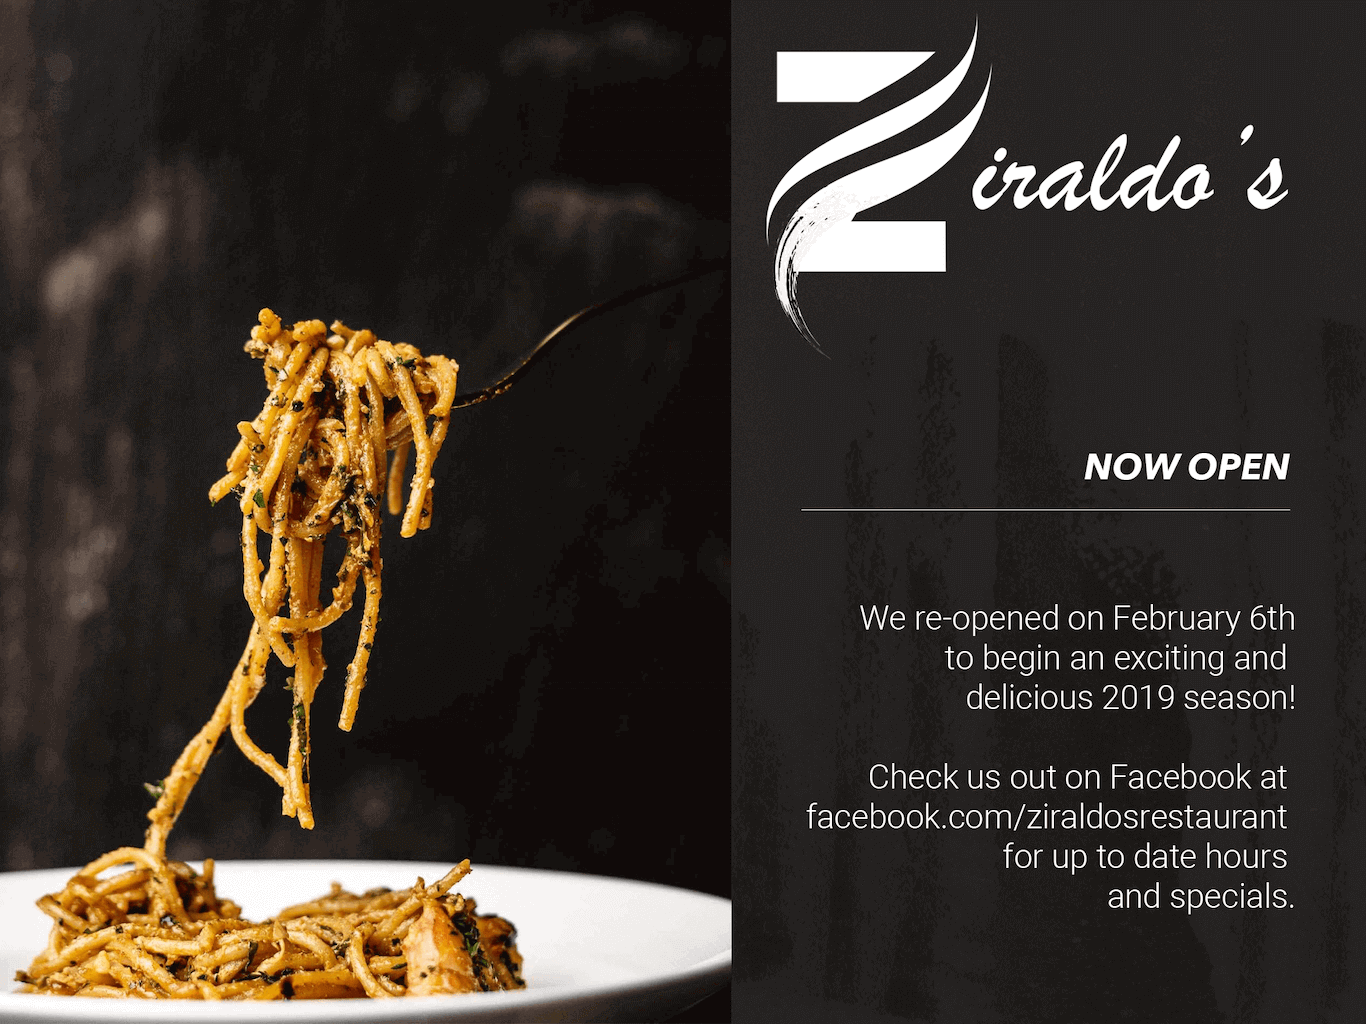 Ziraldo's
NOW OPEN
We re-opened on February 6th
to begin an exciting and
delicious 2019 season!
Check us out on Facebook at
facebook.com/ziraldosrestaurant
for up to date hours
and specials.